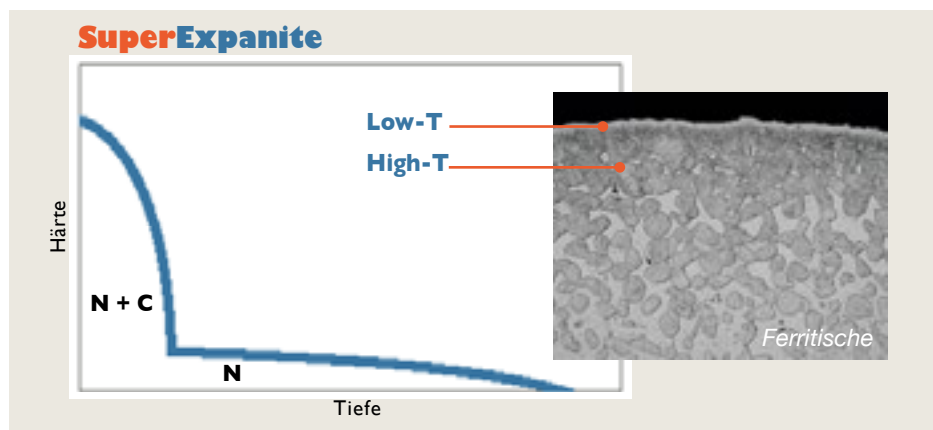 SuperExpanite
Low-T
High-T
Härte
N + C
Ferritische
N
Tiefe